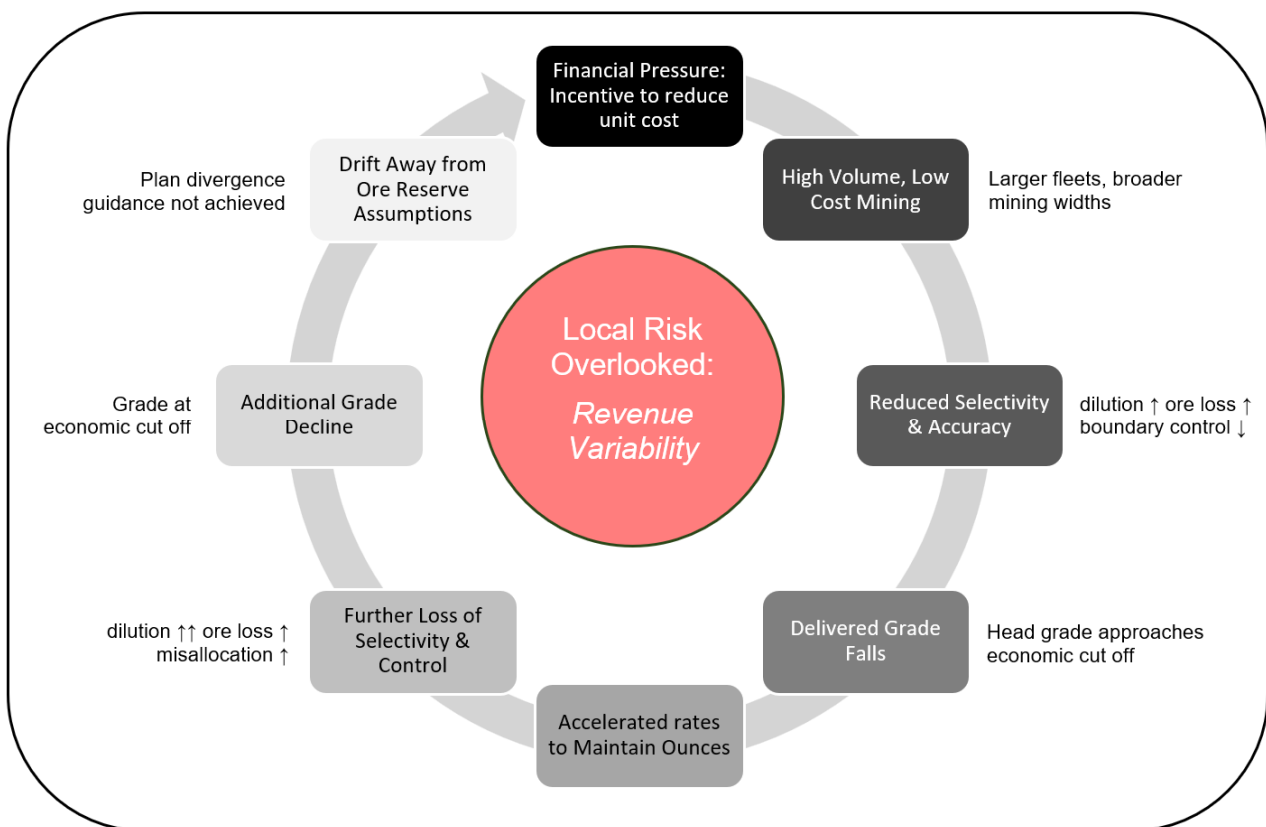 Financial Pressure:
Incentive to reduce
unit cost
High Volume, Low
Cost Mining
Larger fleets, broader
mining widths
Reduced Selectivity
& Accuracy
dilution ↑ ore loss ↑
boundary control ↓
Delivered Grade
Falls
Head grade approaches
economic cut off
Accelerated rates
to Maintain Ounces
Further Loss of
Selectivity &
Control
dilution ↑↑ ore loss ↑
misallocation ↑
Additional Grade
Decline
Grade at
economic cut off
Drift Away from
Ore Reserve
Assumptions
Plan divergence
guidance not achieved
Local Risk
Overlooked:
Revenue
Variability